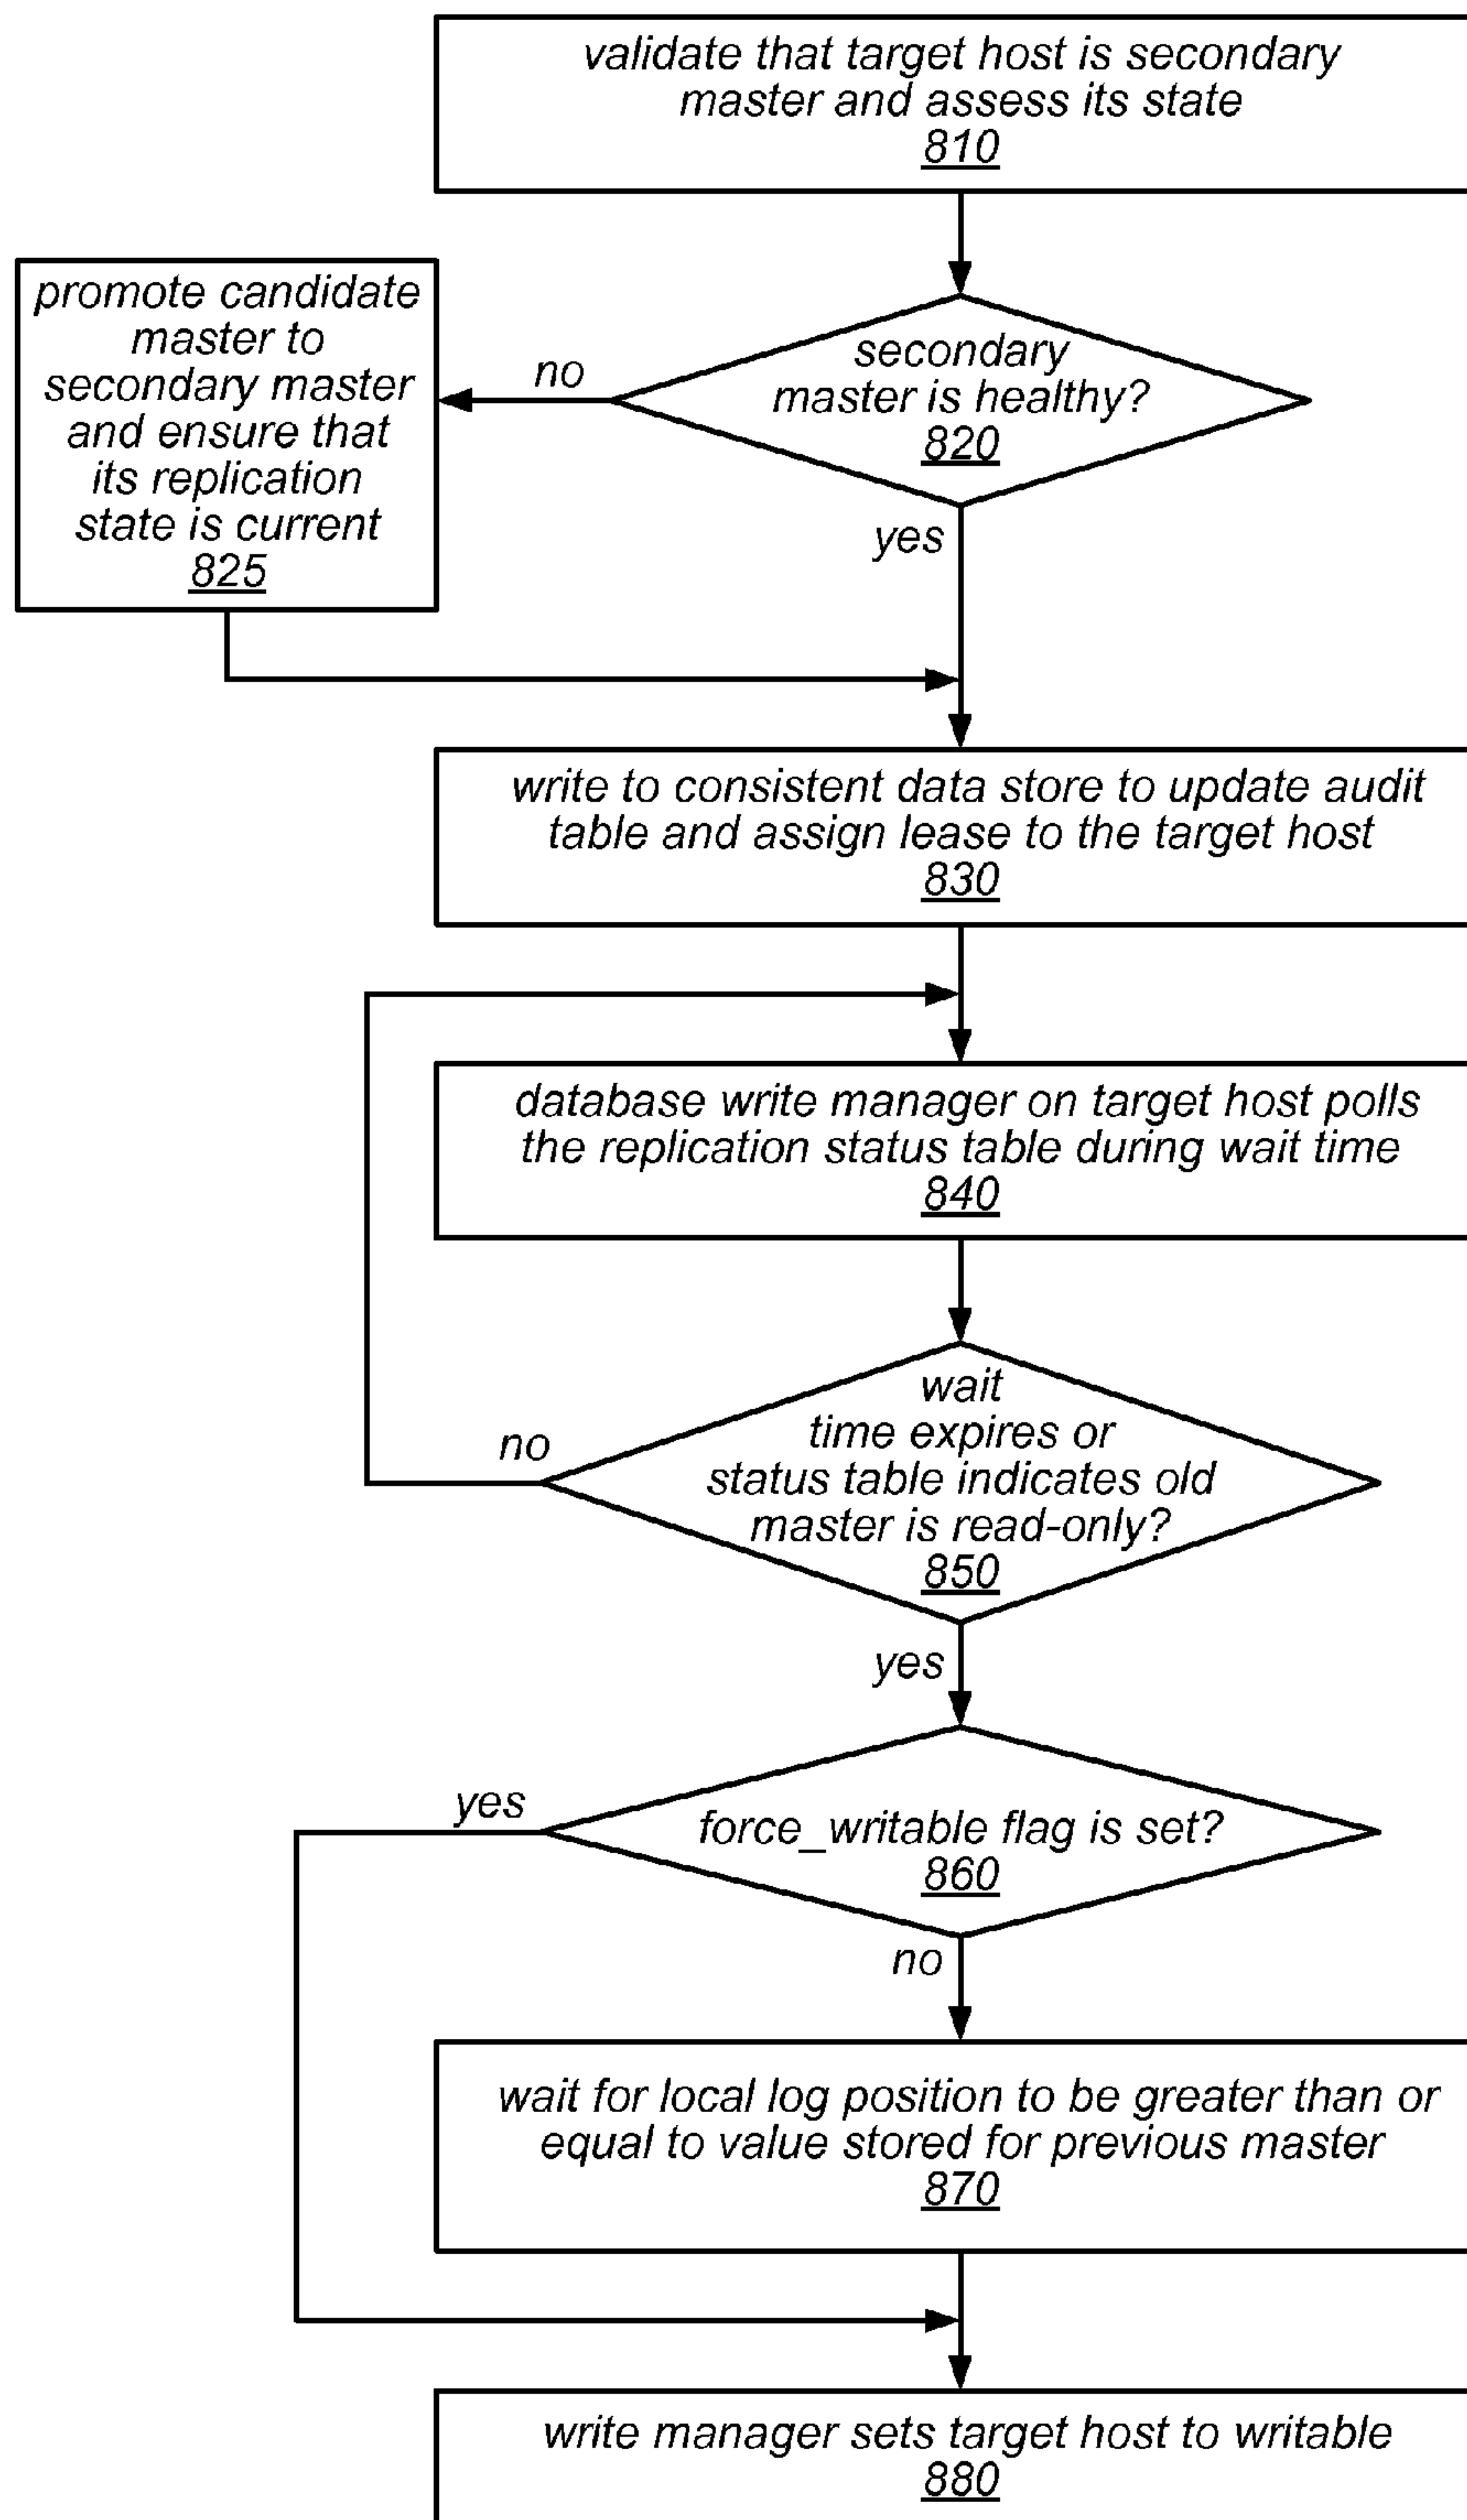 validate that target host is secondary
master and assess its state
810
promote candidate
master to
secondary master
and ensure that
its replication
state is current
825
no
secondary
master is healthy?
820
yes
write to consistent data store to update audit
table and assign lease to the target host
830
database write manager on target host polls
the replication status table during wait time
840
no
wait
time expires or
status table indicates old
master is read-only?
850
yes
yes
force_writable flag is set?
860
no
wait for local log position to be greater than or
equal to value stored for previous master
870
write manager sets target host to writable
880